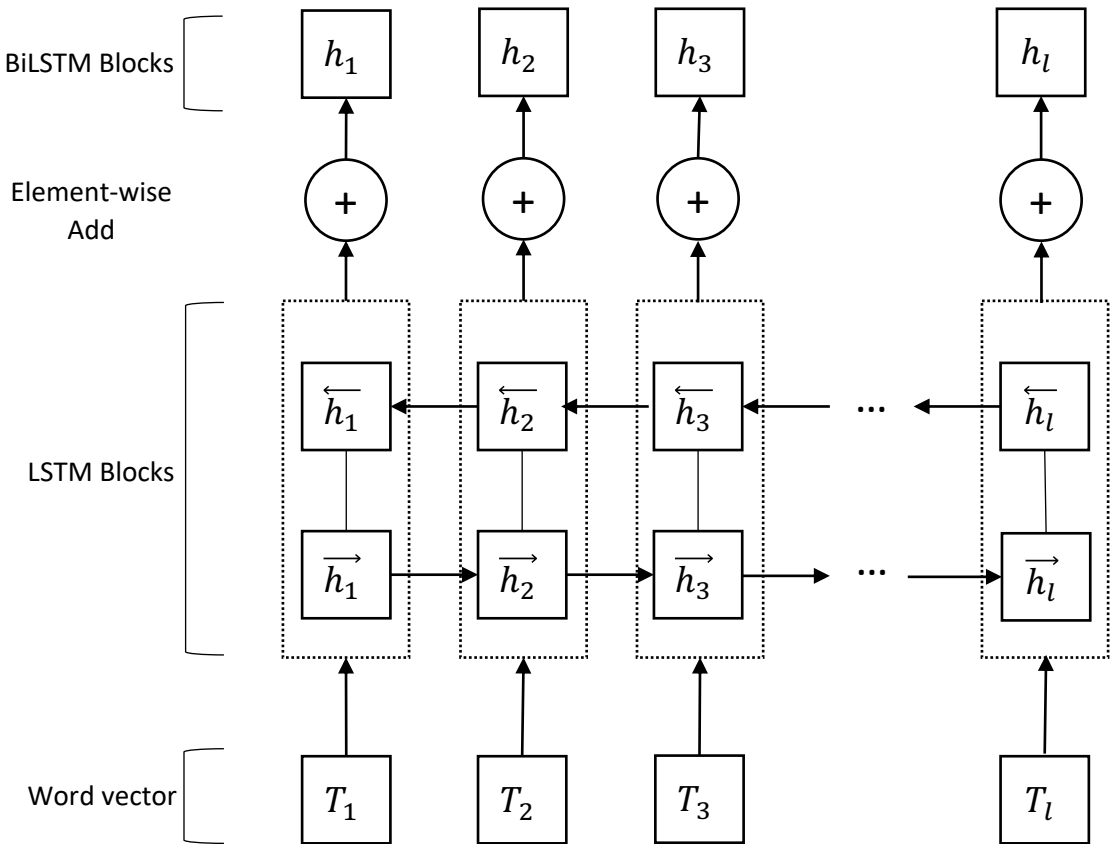 BiLSTM Blocks
h₁ h₂ h₃ hₗ
Element-wise
Add
+ + + +
LSTM Blocks
h₁⃖ h₂⃖ h₃⃖ ... hₗ⃖
h₁⃗ h₂⃗ h₃⃗ ... hₗ⃗
Word vector
T₁ T₂ T₃ Tₗ